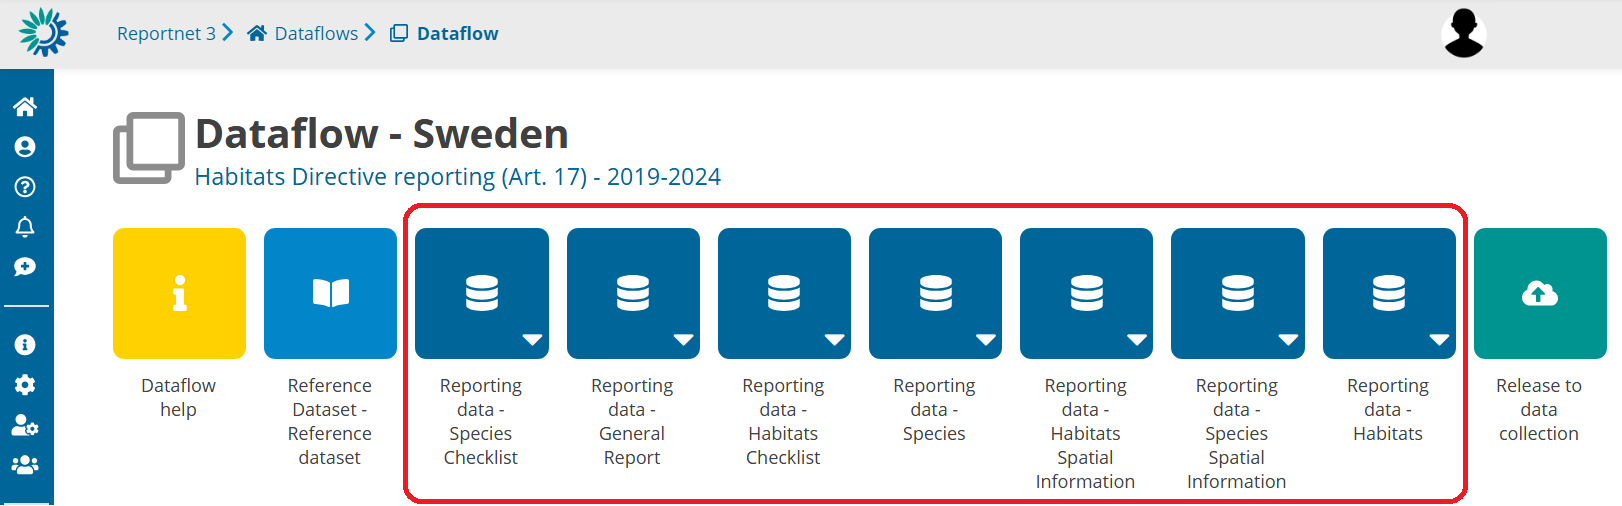 Reportnet 3 Dataflows Dataflow
Dataflow - Sweden
Habitats Directive reporting (Art. 17) - 2019-2024
Dataflow
help
Reference
Dataset -
Reference
dataset
Reporting
data -
Species
Checklist
Reporting
data -
General
Report
Reporting
data -
Habitats
Checklist
Reporting
data -
Species
Reporting
data -
Habitats
Spatial
Information
Reporting
data -
Species
Spatial
Information
Reporting
data -
Habitats
Release to
data
collection